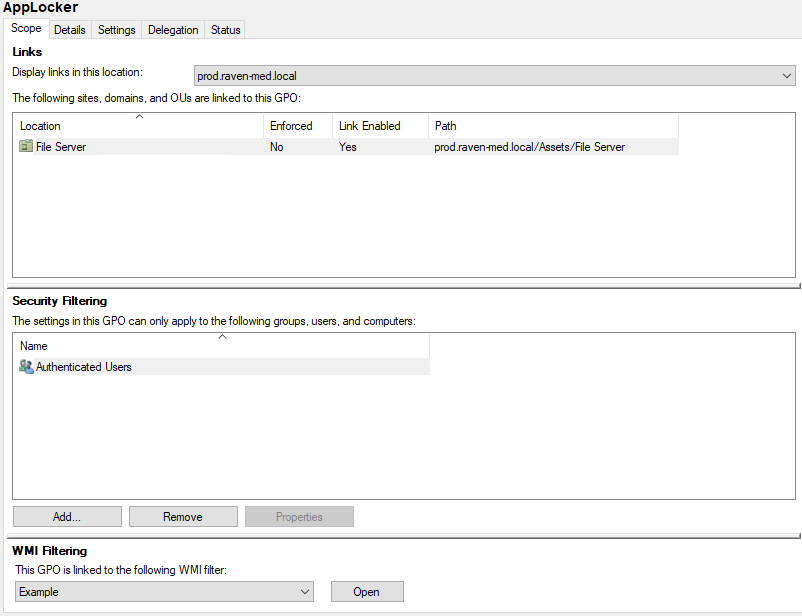 AppLocker
Scope Details Settings Delegation Status
Links
Display links in this location: prod.raven-med.local
The following sites, domains, and OUs are linked to this GPO:
Location Enforced Link Enabled Path
File Server No Yes prod.raven-med.local/Assets/File Server
Security Filtering
The settings in this GPO can only apply to the following groups, users, and computers:
Name
Authenticated Users
Add... Remove Properties
WMI Filtering
This GPO is linked to the following WMI filter:
Example Open